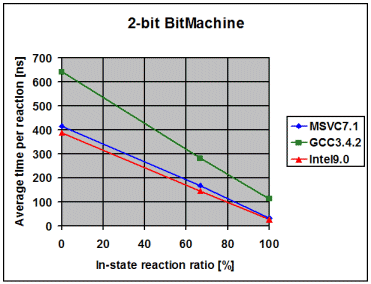 2-bit BitMachine
Average time per reaction [ns]
700
600
500
400
300
200
100
0
0 20 40 60 80 100
In-state reaction ratio [%]
MSVC7.1
GCC3.4.2
Intel9.0